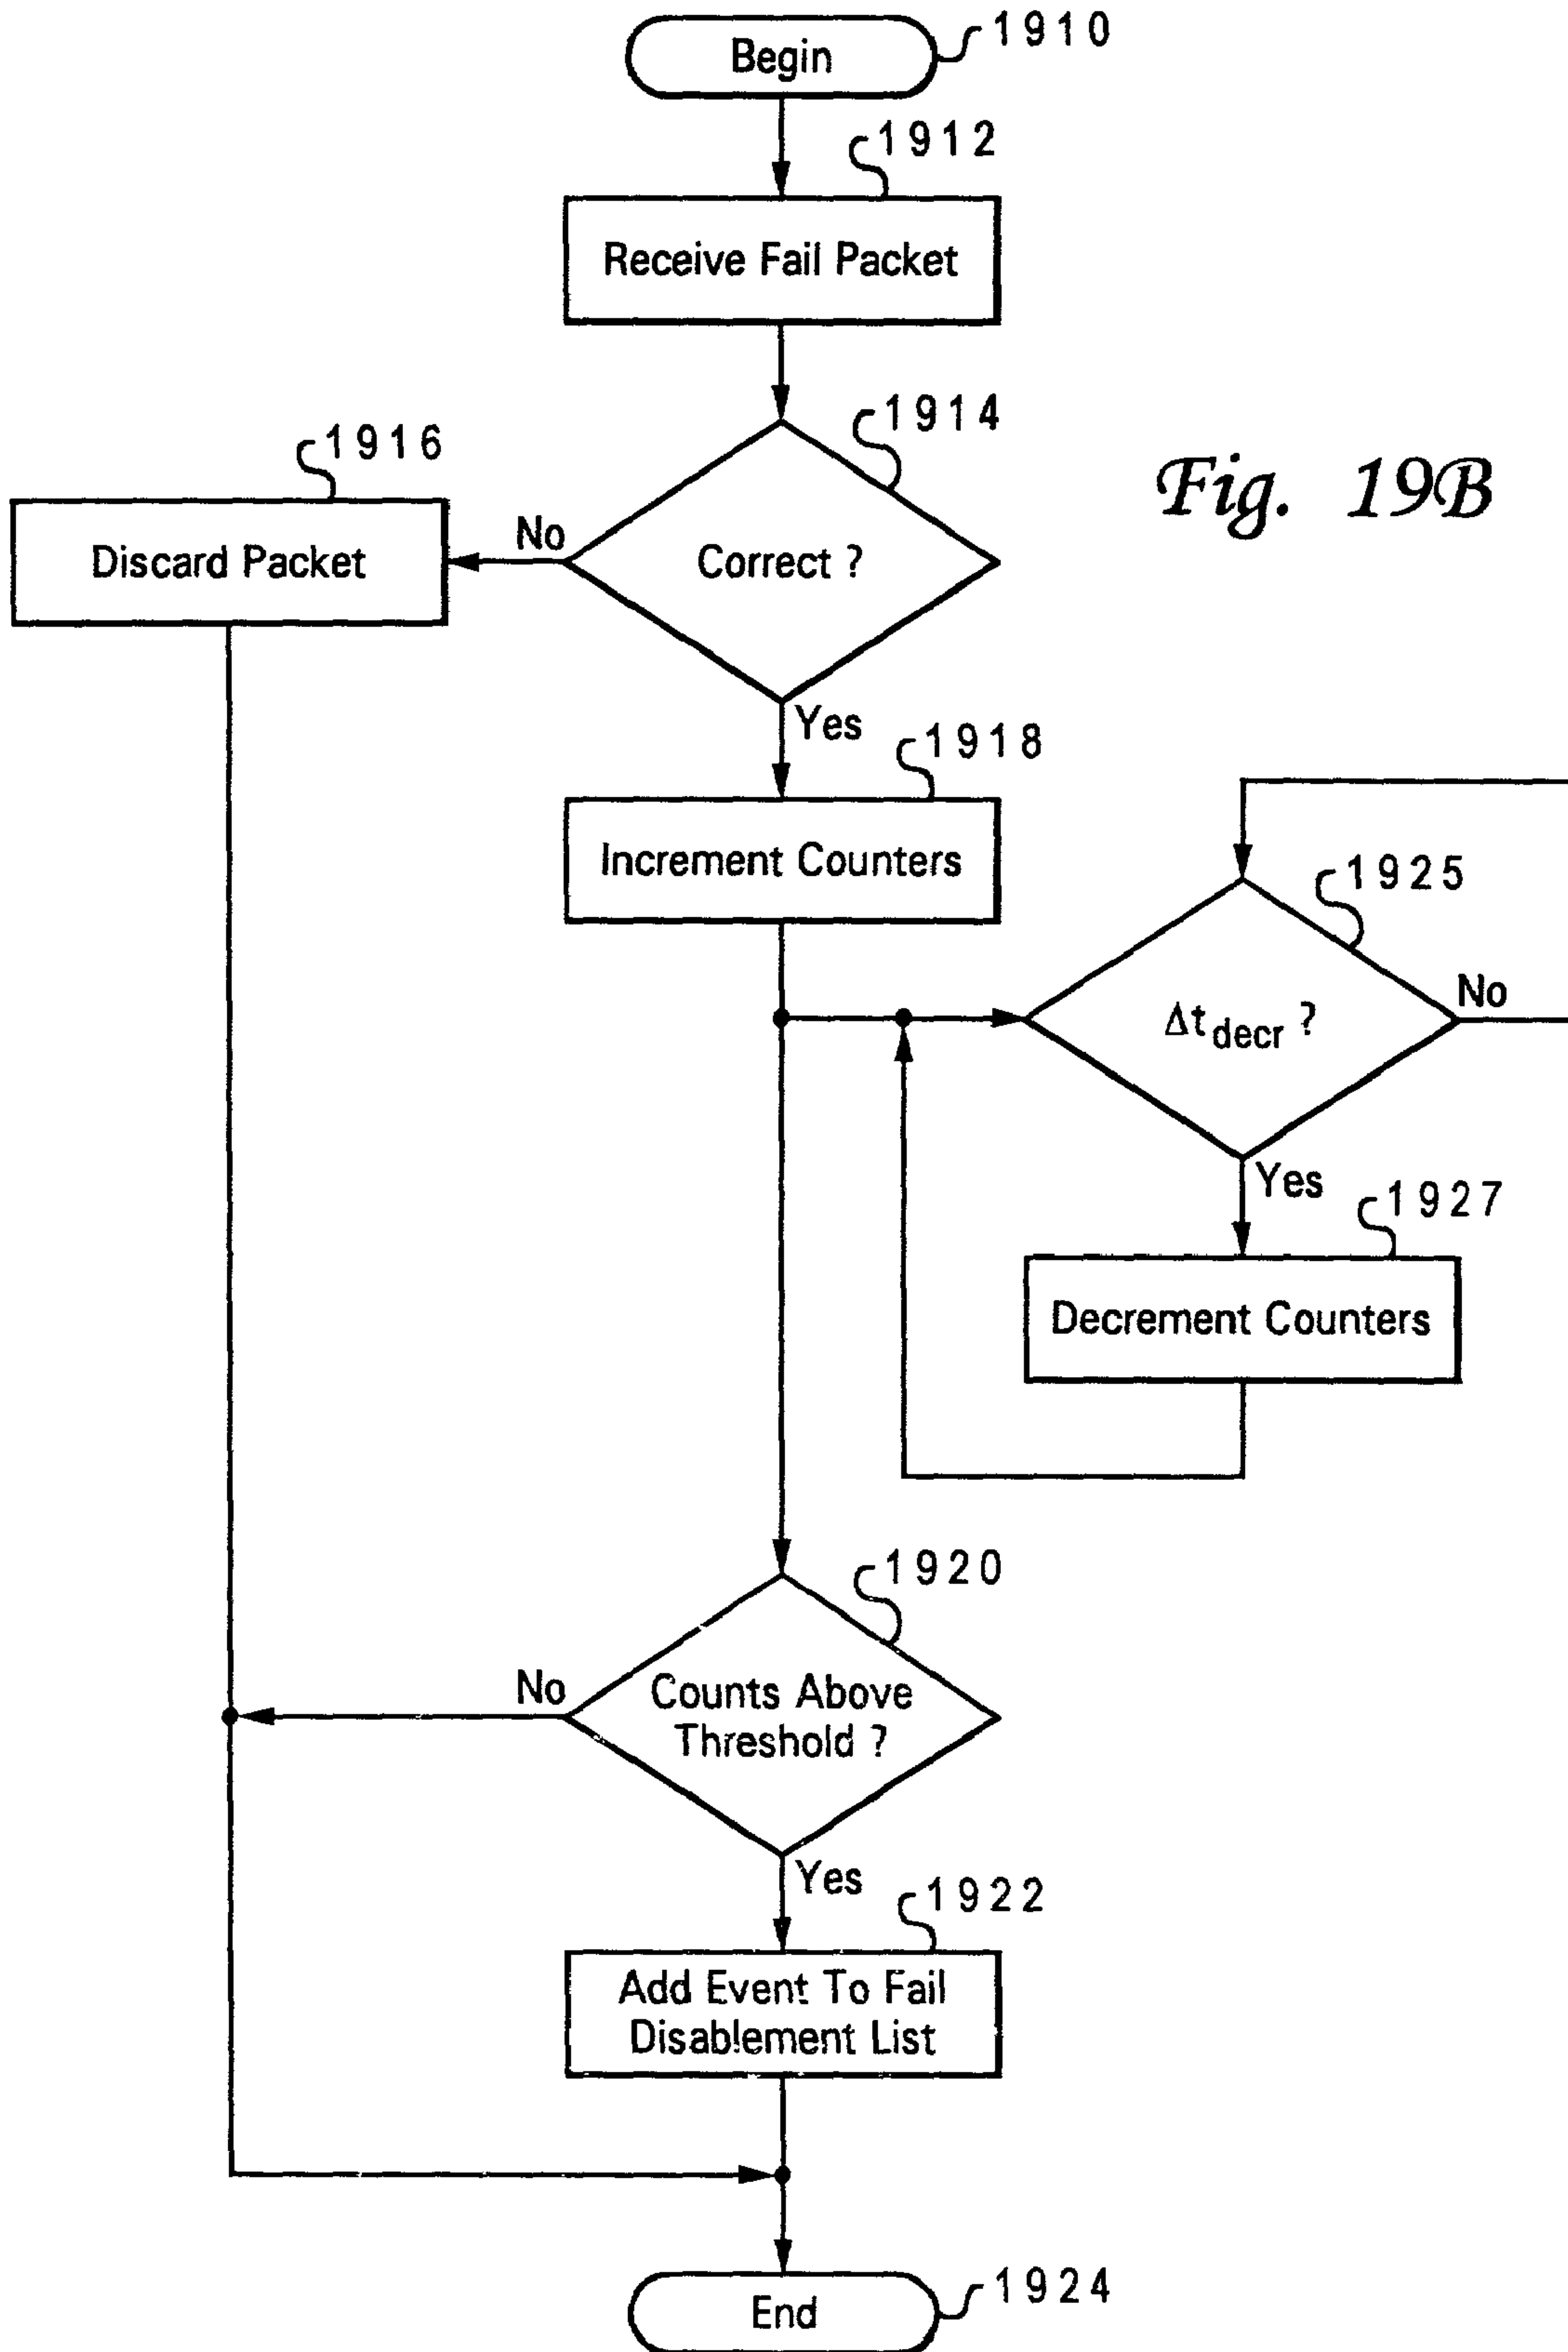 Begin
1910
1912
Receive Fail Packet
1914
1916
Fig. 19B
No
Discard Packet
Correct ?
Yes
1918
Increment Counters
1925
No
Δtdecr ?
Yes
1927
Decrement Counters
1920
No
Counts Above
Threshold ?
Yes
1922
Add Event To Fail
Disablement List
1924
End